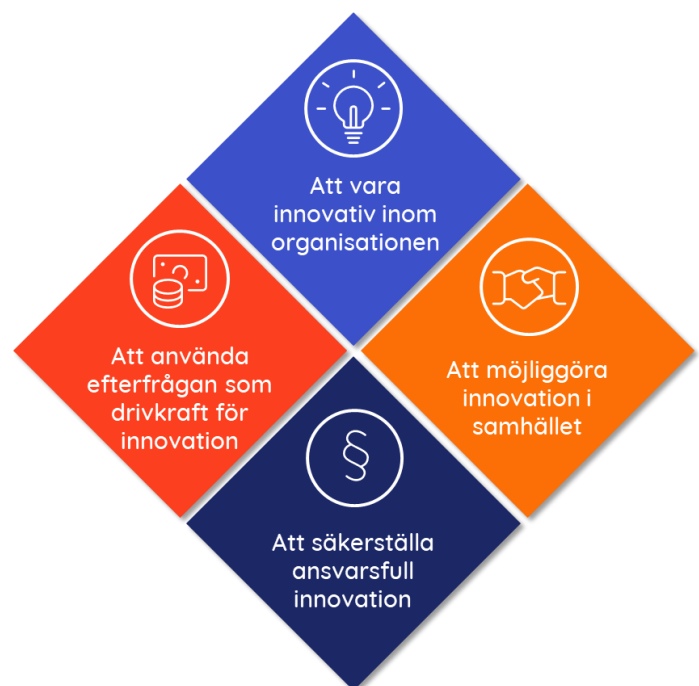 Att vara
innovativ inom
organisationen
Att använda
efterfrågan som
drivkraft för
innovation
Att möjliggöra
innovation i
samhället
§
Att säkerställa
ansvarsfull
innovation